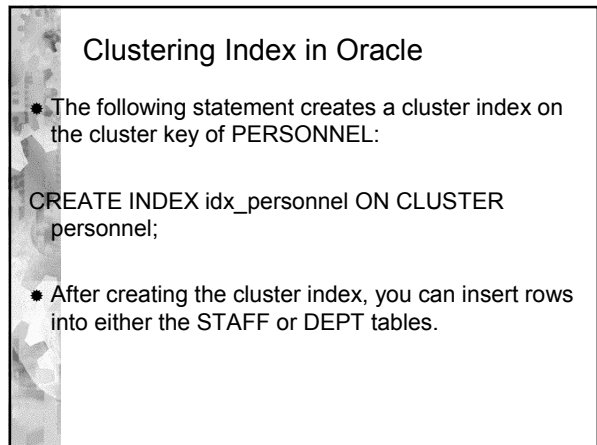 Clustering Index in Oracle
The following statement creates a cluster index on
the cluster key of PERSONNEL:
CREATE INDEX idx_personnel ON CLUSTER
personnel;
After creating the cluster index, you can insert rows
into either the STAFF or DEPT tables.